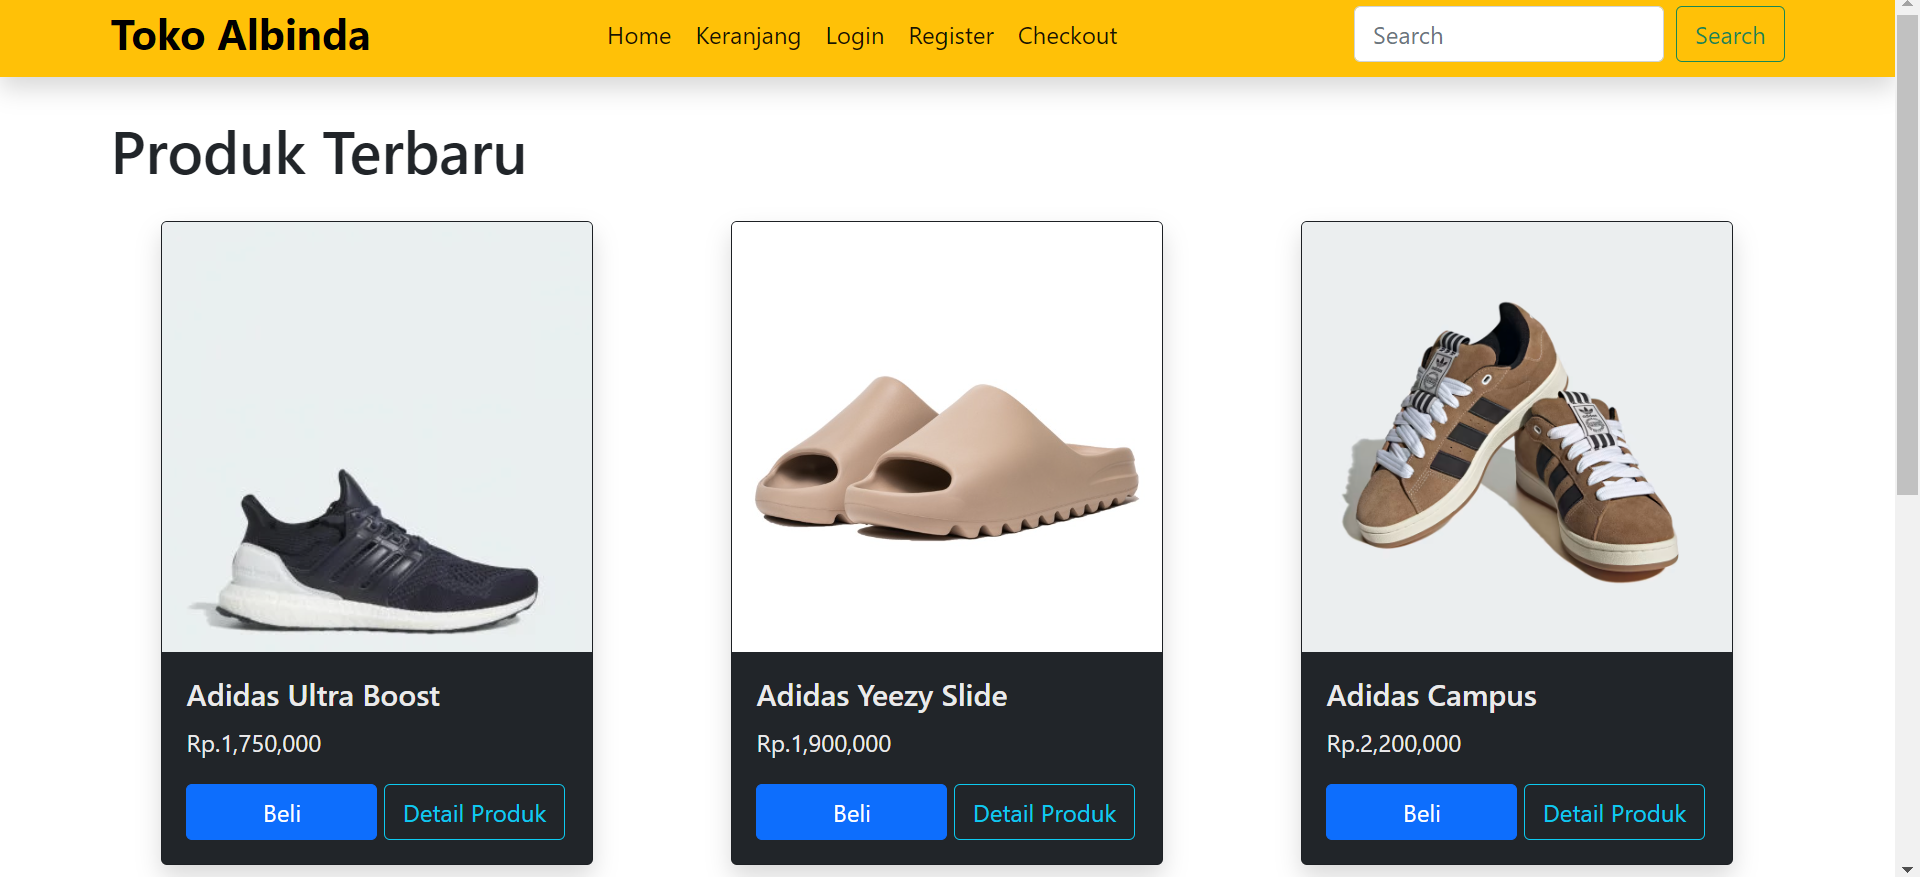 Toko Albinda
Home Keranjang Login Register Checkout
Search
Search
Produk Terbaru
Adidas Ultra Boost
Rp.1,750,000
Beli
Detail Produk
Adidas Yeezy Slide
Rp.1,900,000
Beli
Detail Produk
Adidas Campus
Rp.2,200,000
Beli
Detail Produk